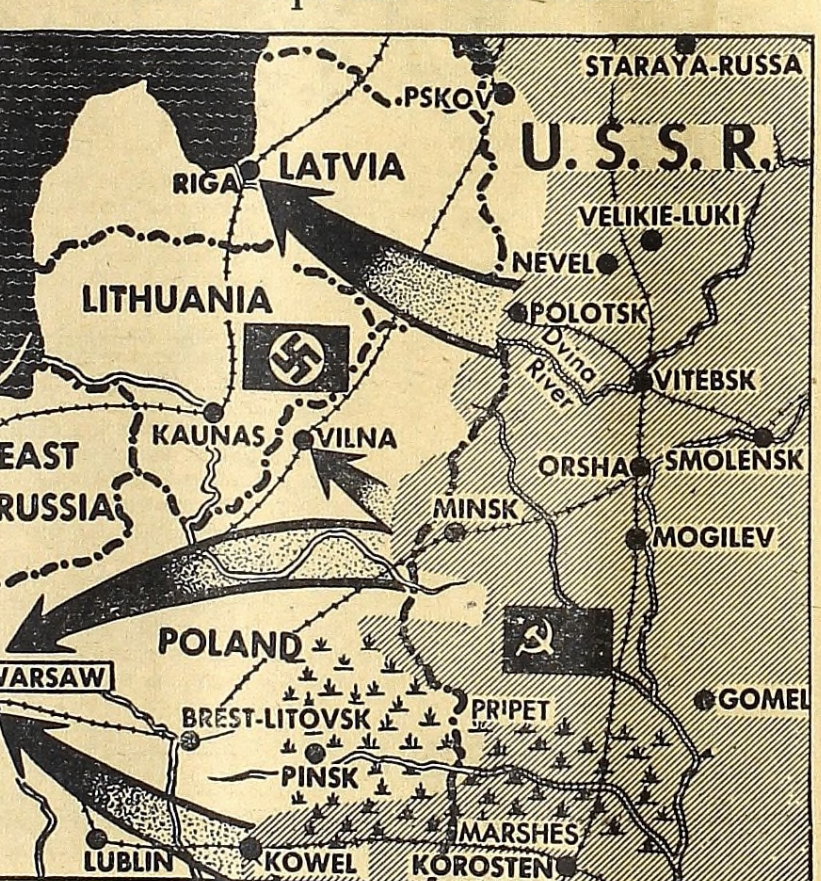 STARAYA-RUSSA
PSKOV
U. S. S. R.
LATVIA
RIGA
VELIKIE-LUKI
NEVEL
LITHUANIA
POLOTSK
Dvina
River
VITEBSK
KAUNAS
VILNA
EAST
RUSSIA
ORSHA
SMOLENSK
MINSK
MOGILEV
POLAND
WARSAW
GOMEL
BREST-LITOVSK
PRIPET
PINSK
MARSHES
LUBLIN
KOWEL
KOROSTEN